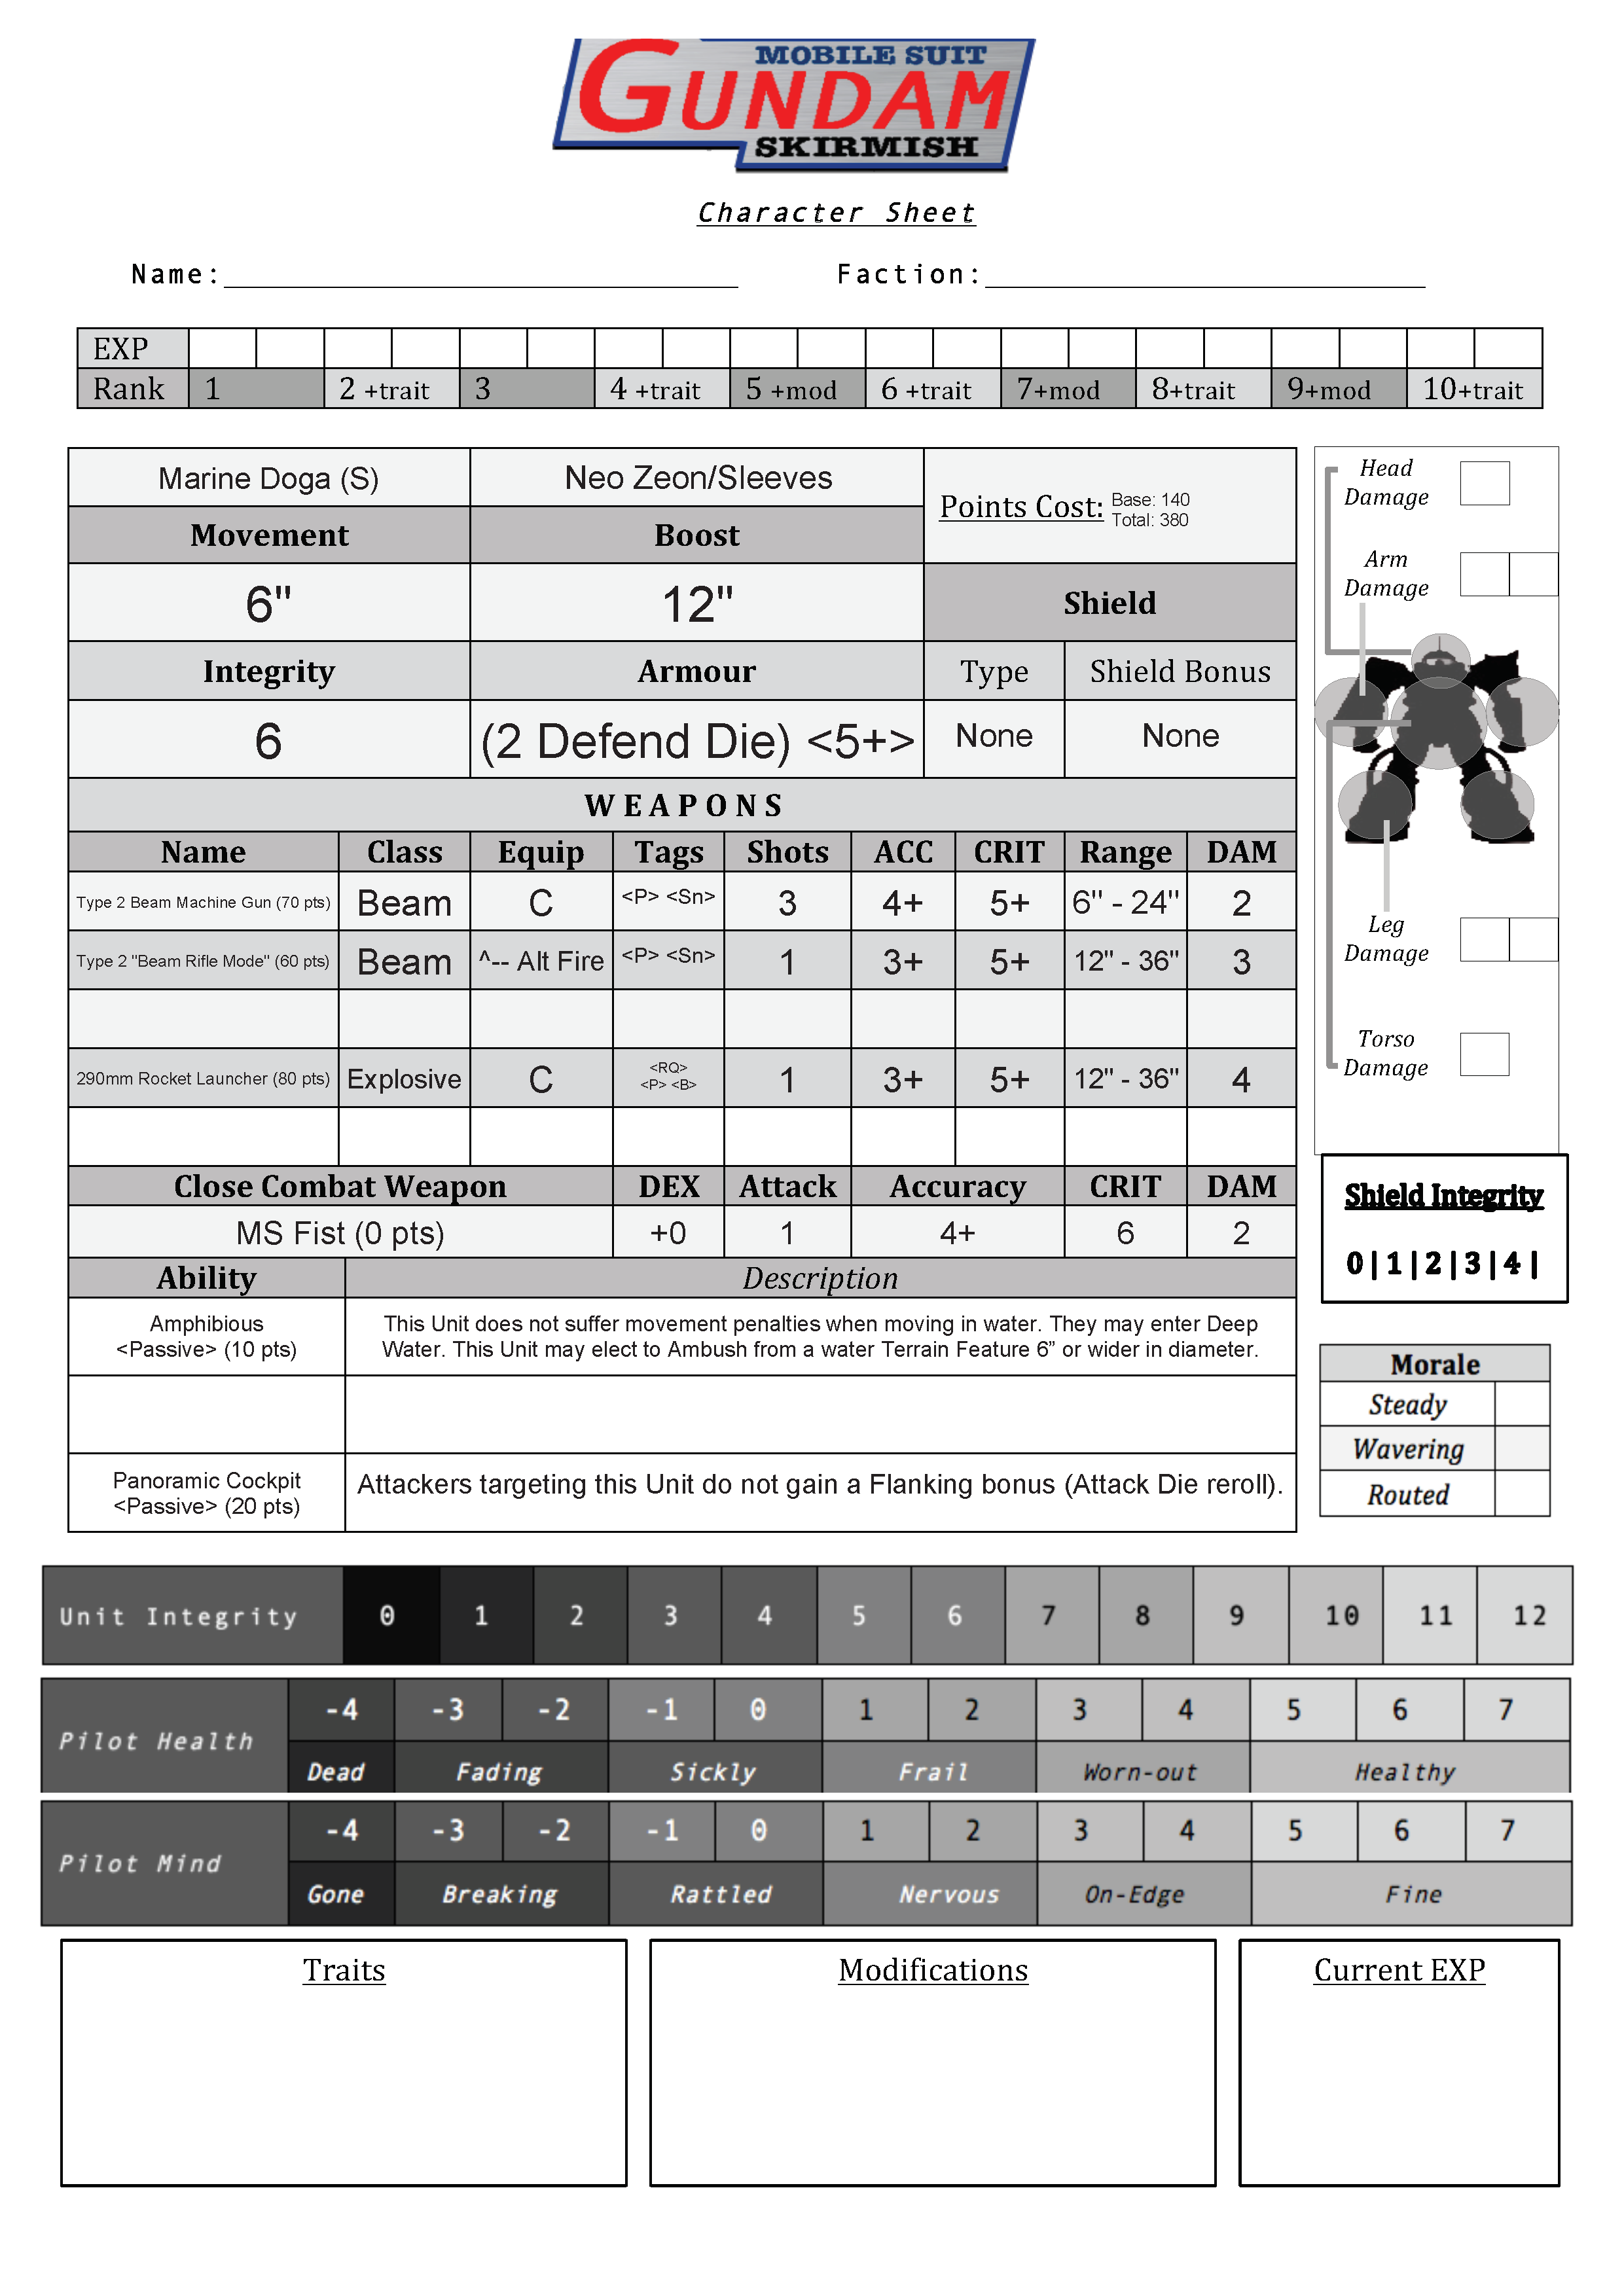 MOBILE SUIT
GUNDAM
SKIRMISH
Character Sheet
Name: Faction:
EXP
Rank 1 2 +trait 3 4 +trait 5 +mod 6 +trait 7+mod 8+trait 9+mod 10+trait
Marine Doga (S) Neo Zeon/Sleeves Points Cost: Base: 140
Total: 380
Movement Boost
6" 12" Shield
Integrity Armour Type Shield Bonus
6 (2 Defend Die) <5+> None None
WEAPONS
Name Class Equip Tags Shots ACC CRIT Range DAM
Type 2 Beam Machine Gun (70 pts) Beam C <P> <Sn> 3 4+ 5+ 6" - 24" 2
Type 2 "Beam Rifle Mode" (60 pts) Beam ^-- Alt Fire <P> <Sn> 1 3+ 5+ 12" - 36" 3
290mm Rocket Launcher (80 pts) Explosive C <RQ>
<P> <B> 1 3+ 5+ 12" - 36" 4
Close Combat Weapon DEX Attack Accuracy CRIT DAM
MS Fist (0 pts) +0 1 4+ 6 2
Ability Description
Amphibious
<Passive> (10 pts)
This Unit does not suffer movement penalties when moving in water. They may enter Deep
Water. This Unit may elect to Ambush from a water Terrain Feature 6” or wider in diameter.
Panoramic Cockpit
<Passive> (20 pts)
Attackers targeting this Unit do not gain a Flanking bonus (Attack Die reroll).
Head
Damage
Arm
Damage
Leg
Damage
Torso
Damage
Shield Integrity
0|1|2|3|4|
Morale
Steady
Wavering
Routed
Unit Integrity 0 1 2 3 4 5 6 7 8 9 10 11 12
Pilot Health -4 -3 -2 -1 0 1 2 3 4 5 6 7
Dead Fading Sickly Frail Worn-out Healthy
Pilot Mind -4 -3 -2 -1 0 1 2 3 4 5 6 7
Gone Breaking Rattled Nervous On-Edge Fine
Traits Modifications Current EXP